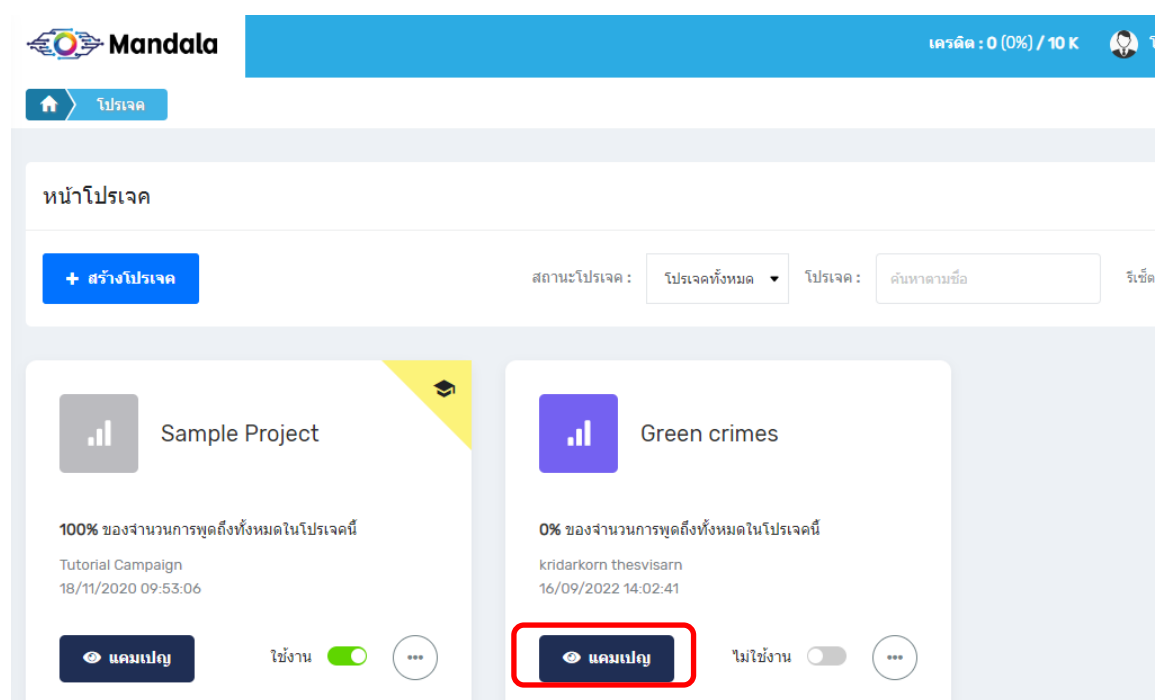 Mandala
เครดิต : 0 (0%) / 10 K
โปรเจค
หน้าโปรเจค
+ สร้างโปรเจค
สถานะโปรเจค :
โปรเจคทั้งหมด
โปรเจค :
ค้นหาตามชื่อ
รีเซ็ต
Sample Project
100% ของจำนวนการพูดถึงทั้งหมดในโปรเจคนี้
Tutorial Campaign
18/11/2020 09:53:06
แคมเปญ
ใช้งาน
Green crimes
0% ของจำนวนการพูดถึงทั้งหมดในโปรเจคนี้
kridarkorn thesvisarn
16/09/2022 14:02:41
แคมเปญ
ไม่ใช้งาน